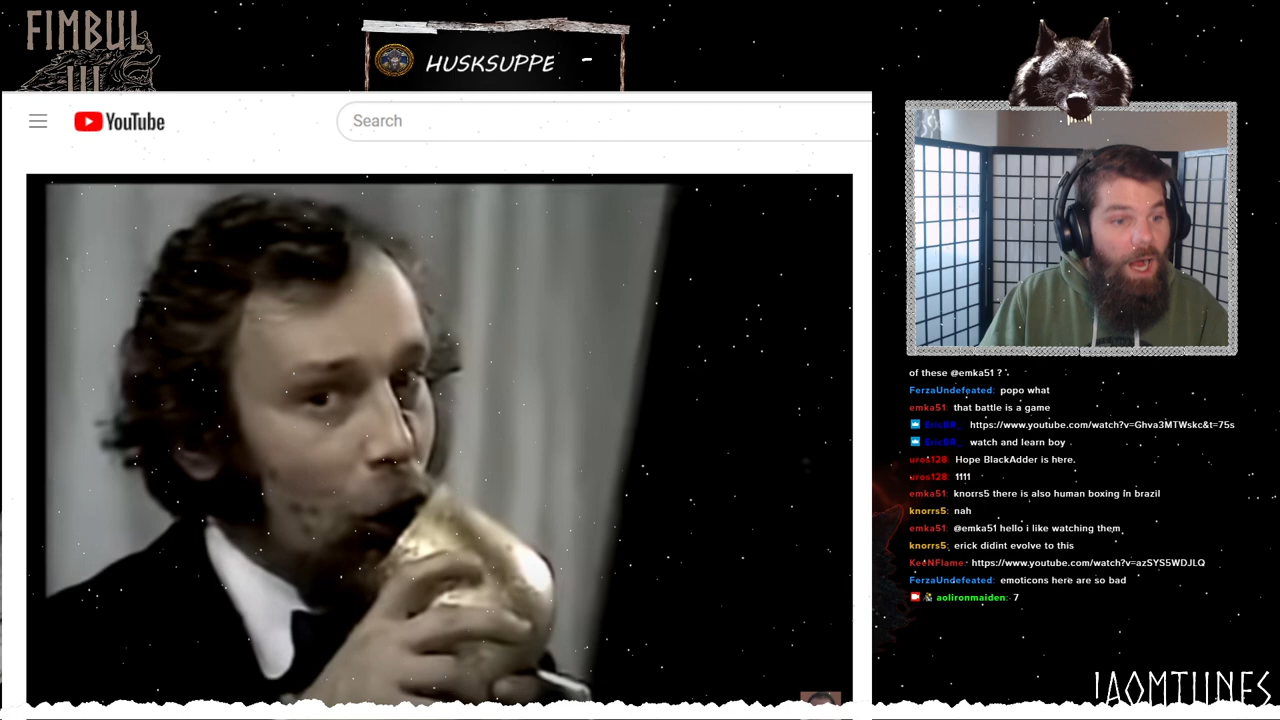 FIMBUL
III
HUSKSUPPE -
YouTube
Search
of these @emka51 ?
FerzaUndefeated: popo what
emka51: that battle is a game
https://www.youtube.com/watch?v=Ghva3MTWskc&t=75s
watch and learn boy
uros128: Hope BlackAdder is here.
uros128: 1111
emka51: knorrs5 there is also human boxing in brazil
knorrs5: nah
emka51: @emka51 hello i like watching them
knorrs5: erick didint evolve to this
KeeNFlame: https://www.youtube.com/watch?v=azSYS5WDJLQ
FerzaUndefeated: emoticons here are so bad
aolironmaiden: 7